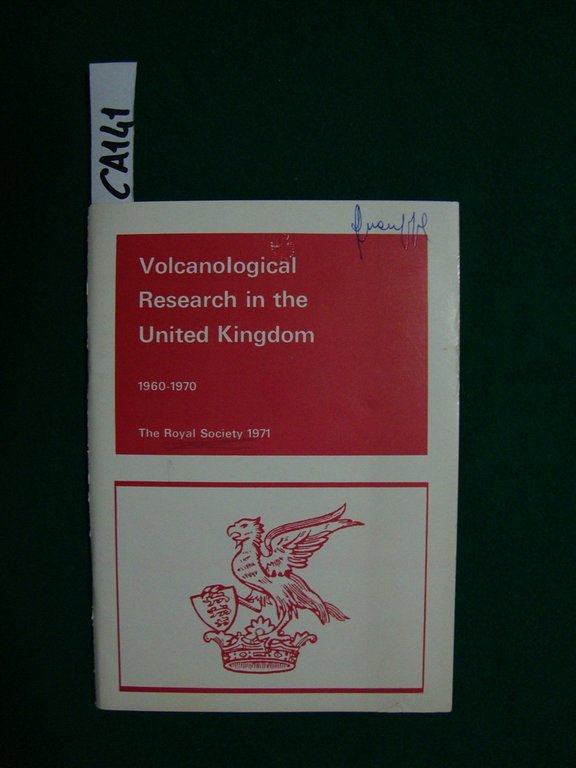 CA141
Volcanological
Research in the
United Kingdom
1960-1970
The Royal Society 1971